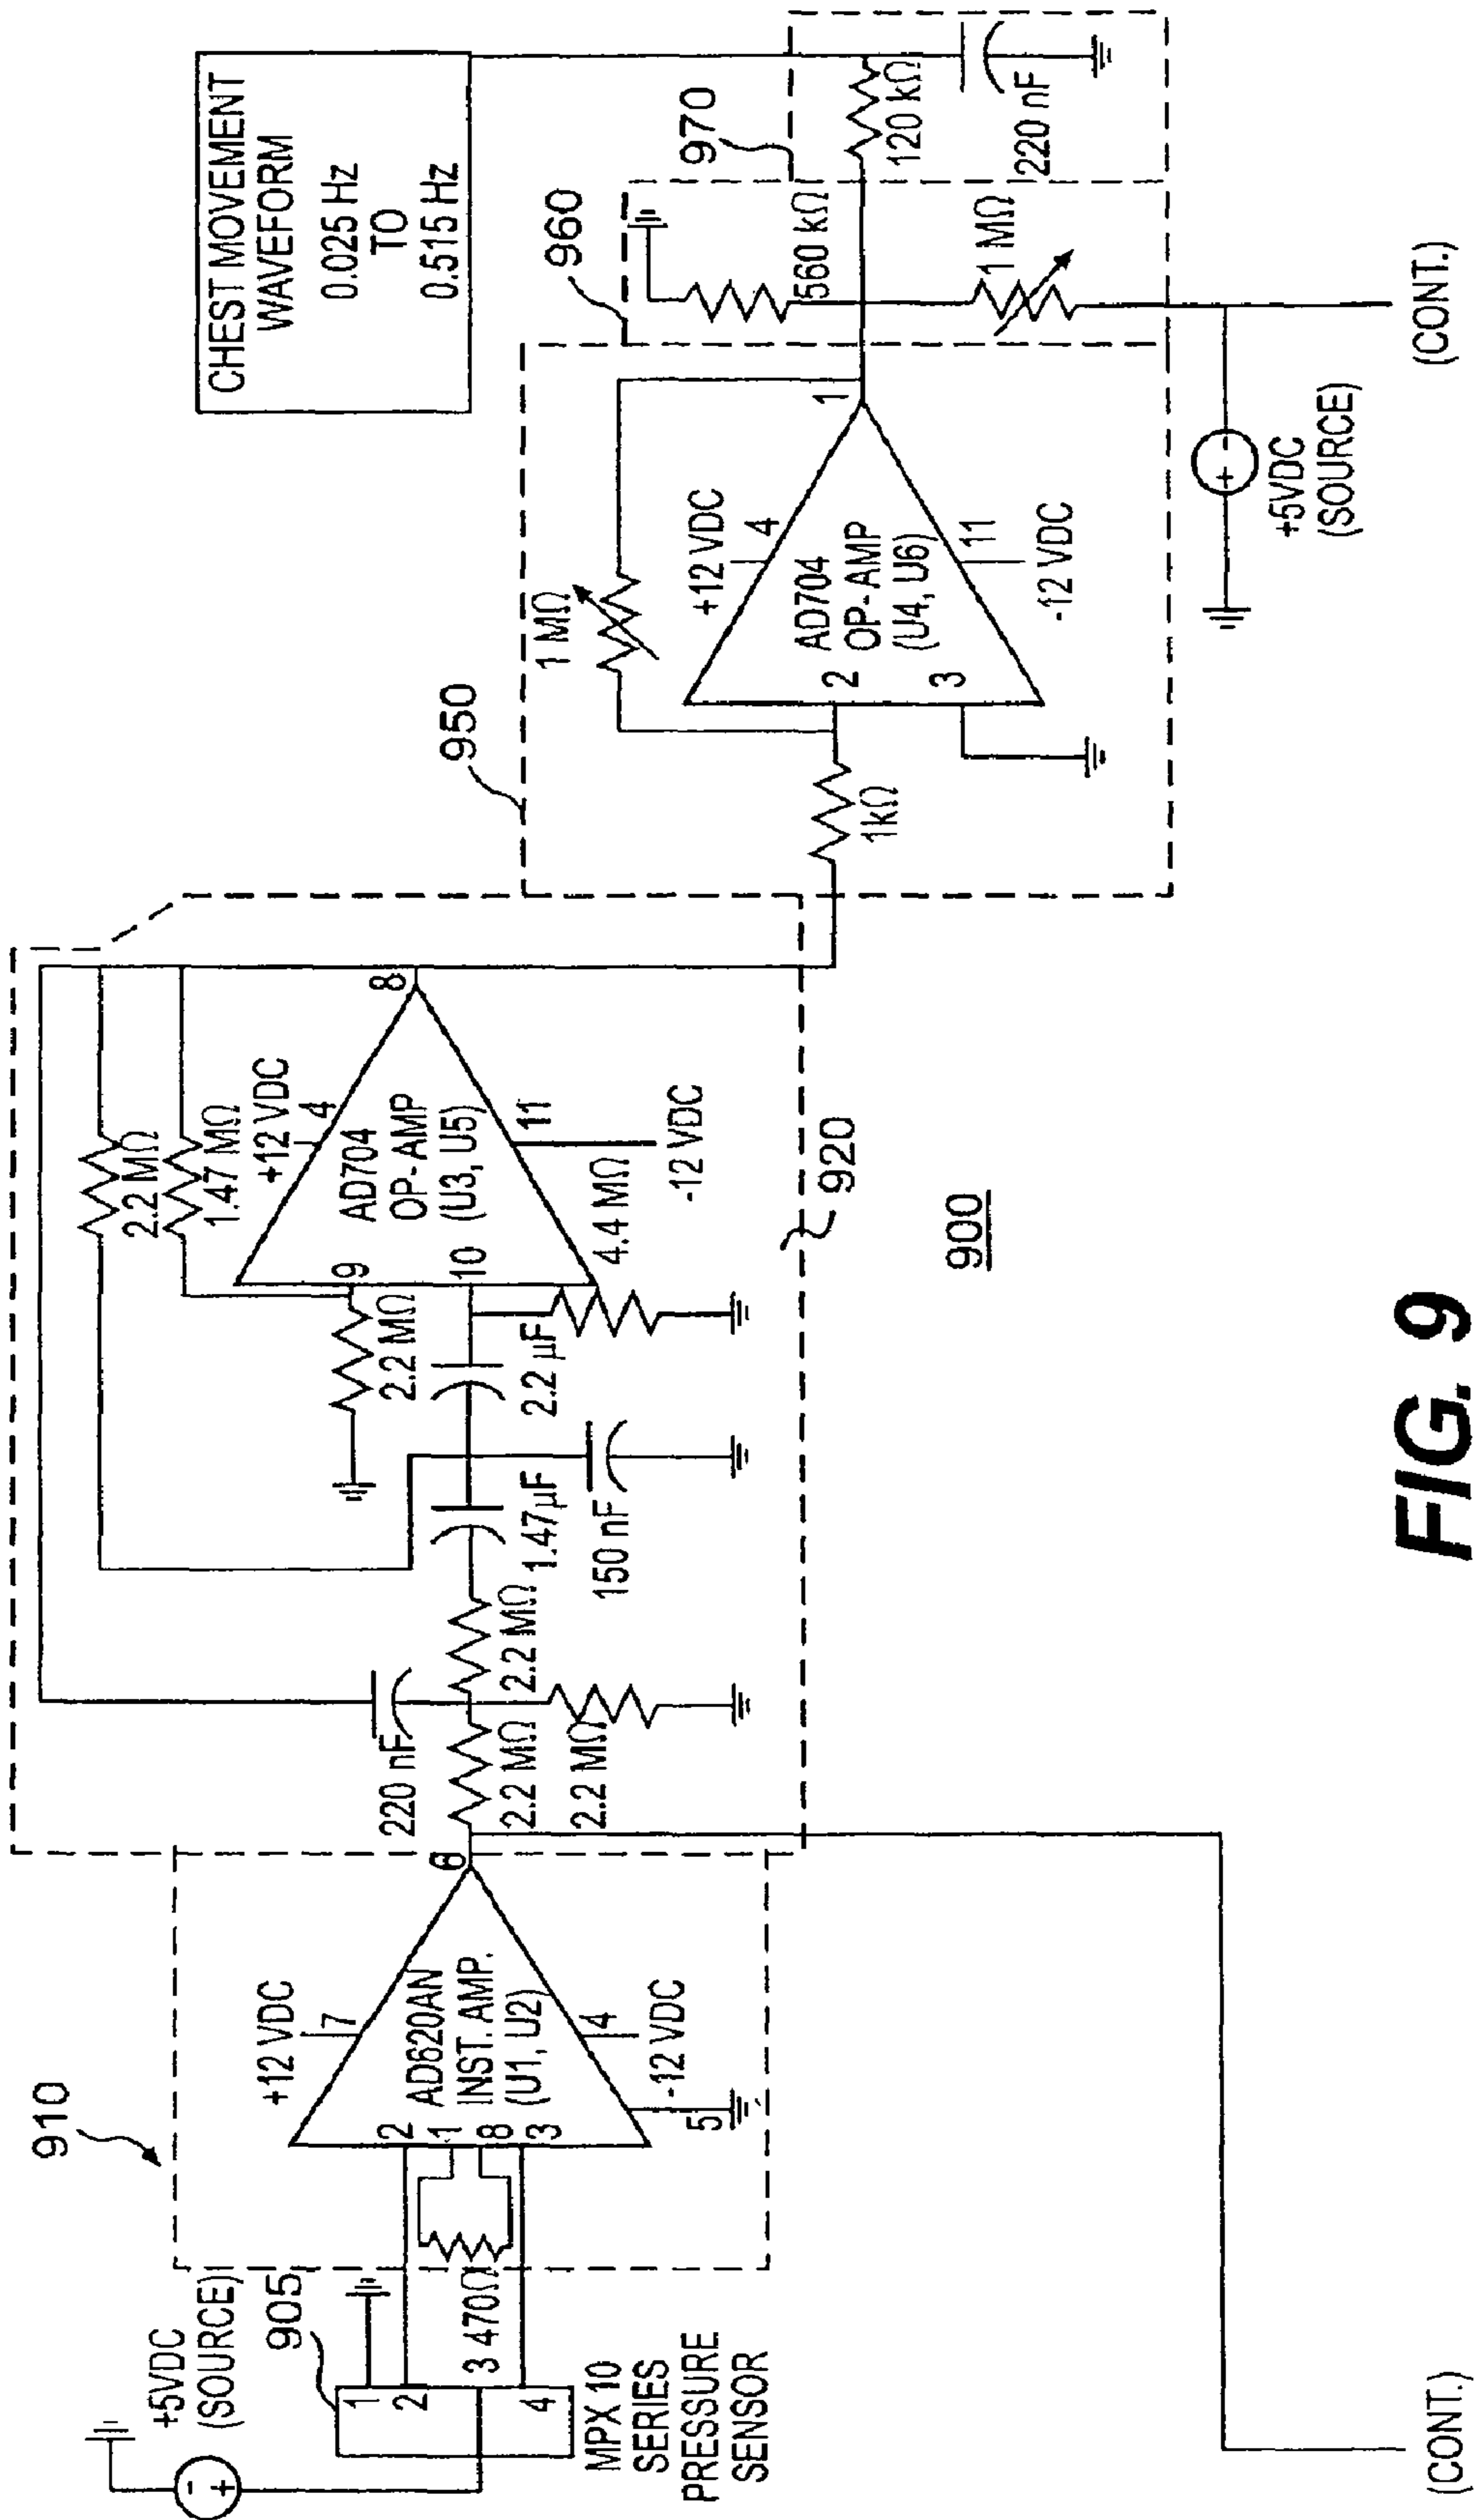 910
+5VDC
(SOURCE)
905
1
2
3
4
470Ω
MPX 10
SERIES
PRESSURE
SENSOR
+12 VDC
7
2
1
8
3
AD620AN
INST. AMP.
(U1, U2)
6
4
-12 VDC
5
220 nF
2.2 MΩ
2.2 MΩ
2.2 MΩ
1.47µF
150 nF
2.2 µF
2.2 MΩ
2.2 MΩ
1.47 MΩ
+12 VDC
4
9
10
AD704
OP-AMP
(U3, U5)
8
11
4.4 MΩ
-12 VDC
920
950
1 MΩ
+12 VDC
4
2
3
AD704
OP-AMP
(U4, U6)
1
11
-12 VDC
1kΩ
960
560 kΩ
1 MΩ
970
120 kΩ
220 nF
CHEST MOVEMENT
WAVEFORM
0.025 Hz
TO
0.515 Hz
+5VDC
(SOURCE)
(CONT.)
(CONT.)
900
FIG. 9